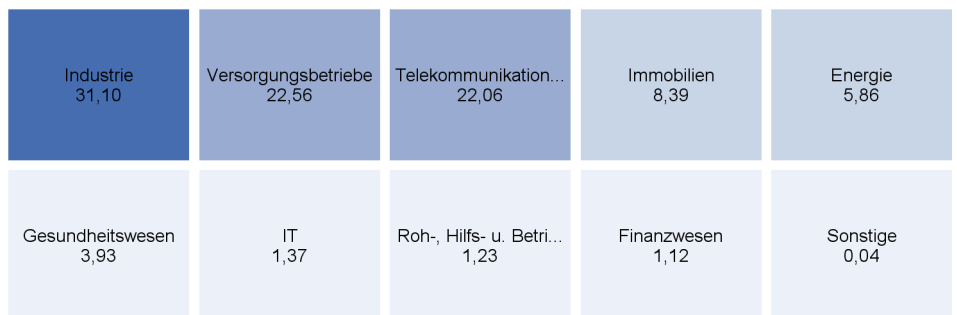 Industrie
31,10
Versorgungsbetriebe
22,56
Telekommunikation...
22,06
Immobilien
8,39
Energie
5,86
Gesundheitswesen
3,93
IT
1,37
Roh-, Hilfs- u. Betri...
1,23
Finanzwesen
1,12
Sonstige
0,04